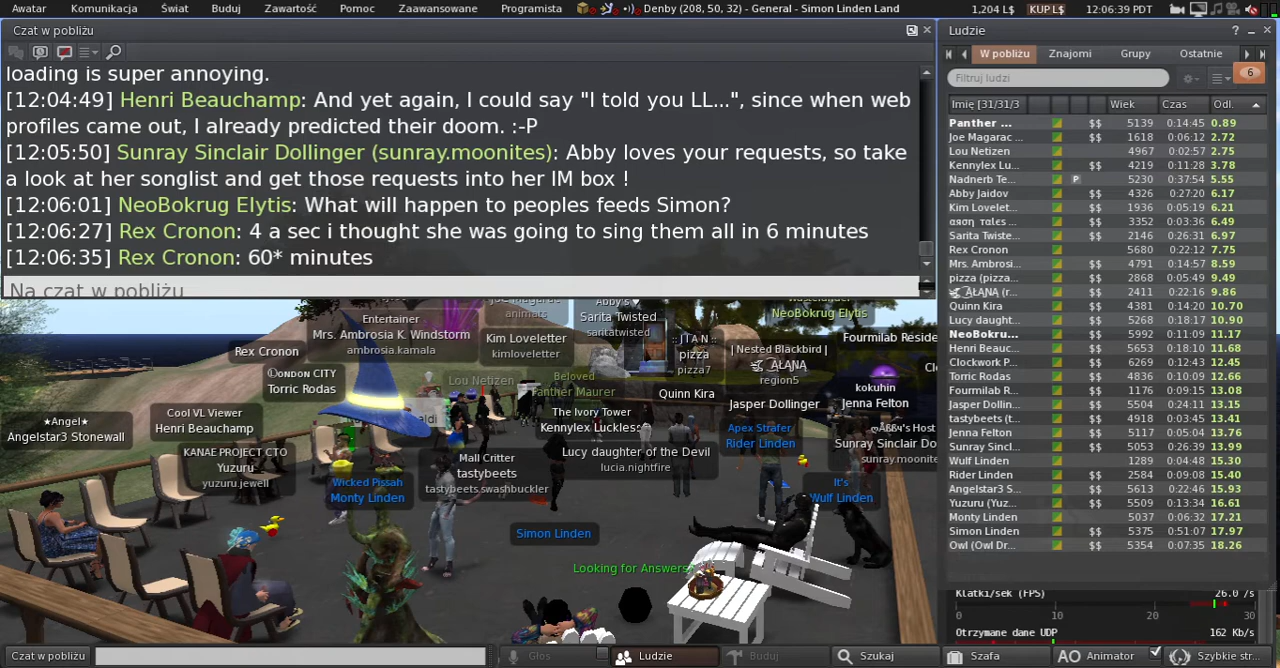 Awatar Komunikacja Świat Buduj Zawartość Pomoc Zaawansowane Programista Denby (208, 50, 32) - General - Simon Linden Land 1,204 L$ KUP L$ 12:06:39 PDT
Czat w pobliżu
loading is super annoying.
[12:04:49] Henri Beauchamp: And yet again, I could say "I told you LL...", since when web
profiles came out, I already predicted their doom. :-P
[12:05:50] Sunray Sinclair Dollinger (sunray.moonites): Abby loves your requests, so take
a look at her songlist and get those requests into her IM box !
[12:06:01] NeoBokrug Elytis: What will happen to peoples feeds Simon?
[12:06:27] Rex Cronon: 4 a sec i thought she was going to sing them all in 6 minutes
[12:06:35] Rex Cronon: 60* minutes
Na czat w pobliżu
Ludzie
W pobliżu Znajomi Grupy Ostatnie
Filtruj ludzi
6
Imię [31/31/3 Wiek Czas Odl.
Panther ... $$ 5139 0:14:45 0.89
Joe Magarac ... $$ 1618 0:06:12 2.72
Lou Netizen 4967 0:02:57 2.75
Kennylex Lu... $$ 4219 0:11:28 3.78
Nadnerb Te... P 5230 0:37:54 5.55
Abby Jaidov $$ 4326 0:27:20 6.17
Kim Lovelet... $$ 1936 0:05:19 6.21
$$ 3352 0:03:36 6.49
Sarita Twiste... $$ 2146 0:26:31 6.97
Rex Cronon 5680 0:22:12 7.75
Mrs. Ambrosi... $$ 4791 0:14:57 8.59
pizza (pizza... $$ 2868 0:05:49 9.49
(r... $$ 2411 0:22:16 9.86
Quinn Kira $$ 4381 0:14:20 10.70
Lucy daught... $$ 5268 0:18:17 10.90
NeoBokru... $$ 5992 0:11:09 11.17
Henri Beauc... $$ 5653 0:18:10 11.68
Clockwork P... $$ 6269 0:12:43 12.45
Torric Rodas $$ 4836 0:10:09 12.66
Fourmilab R... $$ 1176 0:09:15 13.08
Jasper Dollin... $$ 5504 0:24:11 13.15
tastybeets (t... $$ 4918 0:03:45 13.41
Jenna Felton $$ 5117 0:05:04 13.76
Sunray Sincl... $$ 5053 0:26:39 13.99
Wulf Linden 1289 0:04:48 15.30
Rider Linden $$ 2584 0:09:08 15.40
Angelstar3 S... $$ 5613 0:22:46 15.93
Yuzuru (Yuz... $$ 5509 0:13:34 16.61
Monty Linden 5037 0:06:32 17.21
Simon Linden $$ 5375 0:51:07 17.97
Owl (Owl Dr... $$ 5354 0:07:35 18.26
Klatki/sek (FPS) 26.0 /s
0 10 20 30
Otrzymane dane UDP 162 Kb/s
animats
Entertainer
Mrs. Ambrosia K. Windstorm
ambrosia.kamala
Abby's ♥
Sarita Twisted
saritatwisted
NeoBokrug Elytis
Kim Loveletter
kimloveletter
:: J T A N ::
pizza
pizza7
Fourmilab Reside
Rex Cronon
| Nested Blackbird |
region5
London CITY
Torric Rodas
Lou Netizen
Beloved
Panther Maurer
Quinn Kira
kokuhin
Jenna Felton
Jasper Dollinger
★Angel★
Angelstar3 Stonewall
Cool VL Viewer
Henri Beauchamp
The Ivory Tower
Kennylex Luckless
Apex Strafer
Rider Linden
Sunray Sinclair Do
sunray.moonite
KANAE PROJECT CTO
Yuzuru
yuzuru.jewell
Mall Critter
tastybeets
tastybeets.swashbuckler
Lucy daughter of the Devil
lucia.nightfire
Wicked Pissah
Monty Linden
It's
Wulf Linden
Simon Linden
Looking for Answers
Czat w pobliżu Głos Ludzie Buduj Szukaj Szafa AO Animator Szybkie str...